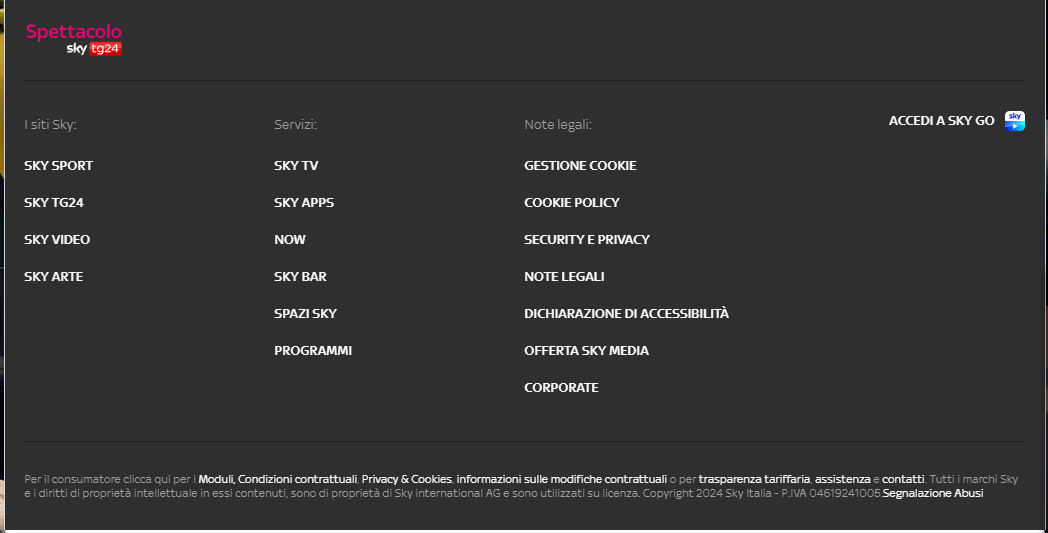 Spettacolo
sky tg24
I siti Sky:
SKY SPORT
SKY TG24
SKY VIDEO
SKY ARTE
Servizi:
SKY TV
SKY APPS
NOW
SKY BAR
SPAZI SKY
PROGRAMMI
Note legali:
GESTIONE COOKIE
COOKIE POLICY
SECURITY E PRIVACY
NOTE LEGALI
DICHIARAZIONE DI ACCESSIBILITÀ
OFFERTA SKY MEDIA
CORPORATE
ACCEDI A SKY GO sky
Per il consumatore clicca qui per i Moduli, Condizioni contrattuali, Privacy & Cookies, informazioni sulle modifiche contrattuali o per trasparenza tariffaria, assistenza e contatti. Tutti i marchi Sky
e i diritti di proprietà intellettuale in essi contenuti, sono di proprietà di Sky international AG e sono utilizzati su licenza. Copyright 2024 Sky Italia - P.IVA 04619241005.Segnalazione Abusi